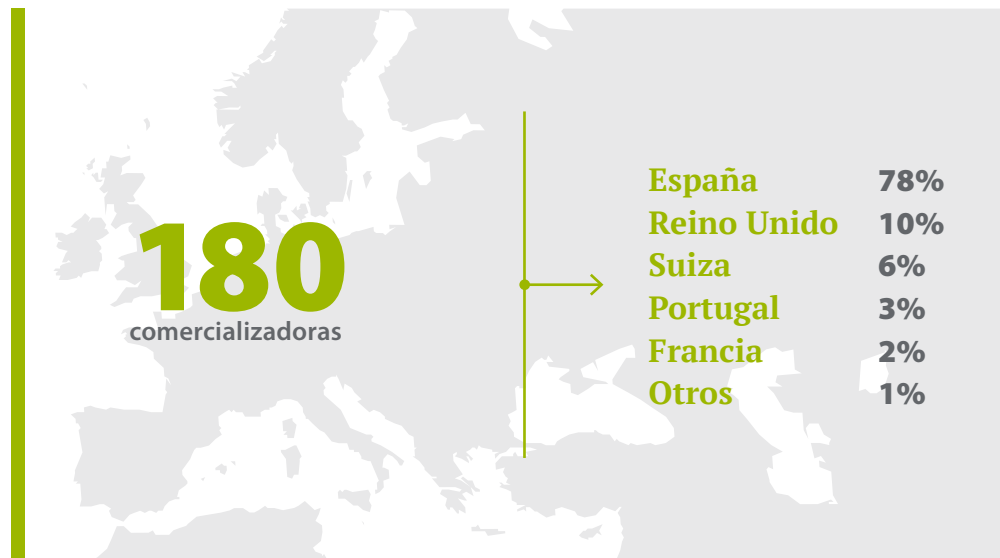 180
comercializadoras
España 78%
Reino Unido 10%
Suiza 6%
Portugal 3%
Francia 2%
Otros 1%